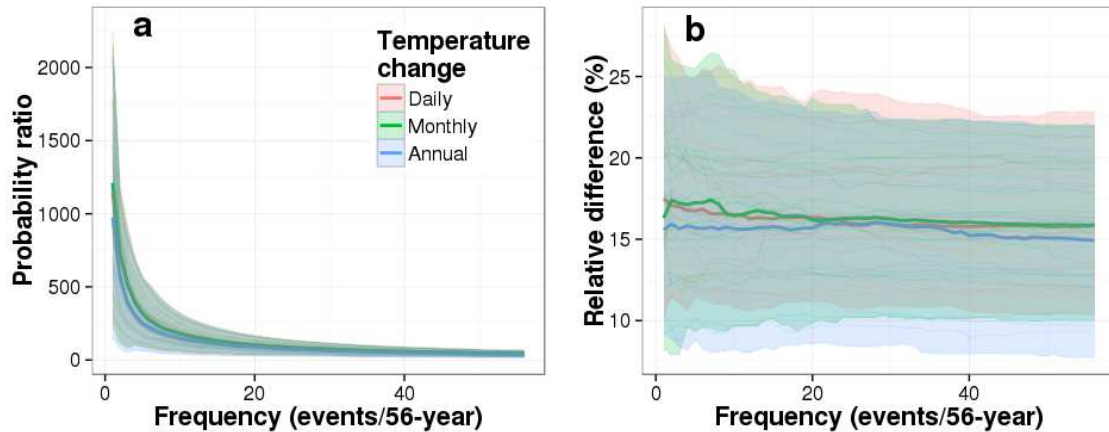 a
Temperature
change
Daily
Monthly
Annual
2000
1500
1000
500
0
0
20
40
Probability ratio
Frequency (events/56-year)
b
25
20
15
10
0
20
40
Relative difference (%)
Frequency (events/56-year)